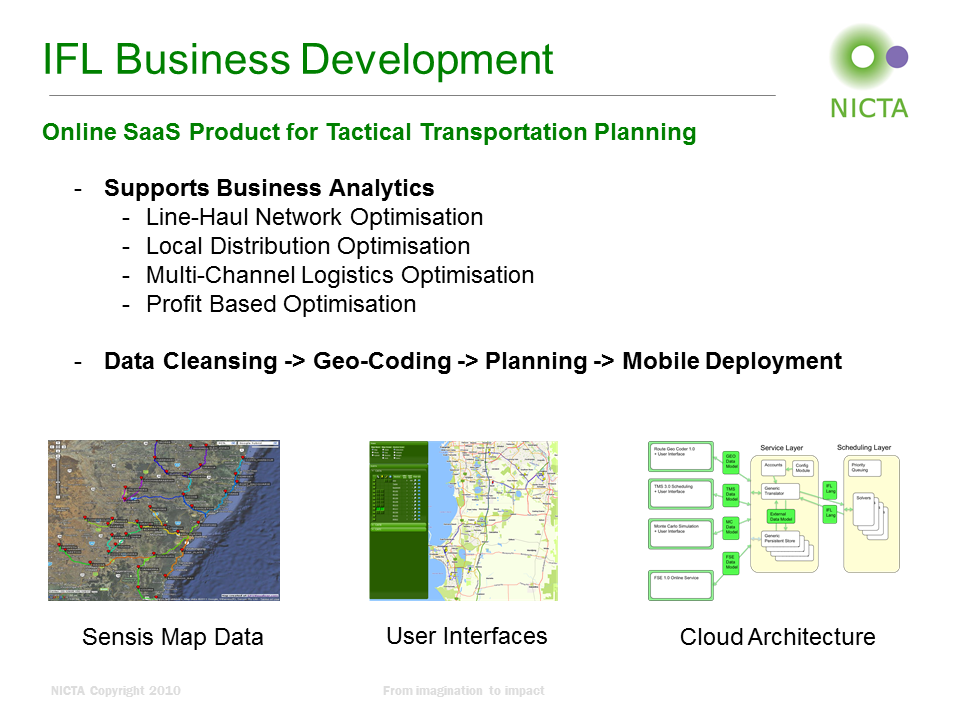 IFL Business Development
NICTA
Online SaaS Product for Tactical Transportation Planning
- Supports Business Analytics
- Line-Haul Network Optimisation
- Local Distribution Optimisation
- Multi-Channel Logistics Optimisation
- Profit Based Optimisation
- Data Cleansing -> Geo-Coding -> Planning -> Mobile Deployment
Service Layer
Scheduling Layer
Route Geo Coder 1.0
+ User Interface
GEO
Data
Model
Accounts
Config
Module
Priority
Queuing
TMS 3.0 Scheduling
+ User Interface
TMS
Data
Model
Generic
Translator
IFL
Lang
Solvers
Monte Carlo Simulation
+ User Interface
MC
Data
Model
External
Data Model
IFL
Lang
Generic
Persistent Store
FSE 1.0 Online Service
FSE
Data
Model
Sensis Map Data
User Interfaces
Cloud Architecture
NICTA Copyright 2010
From imagination to impact